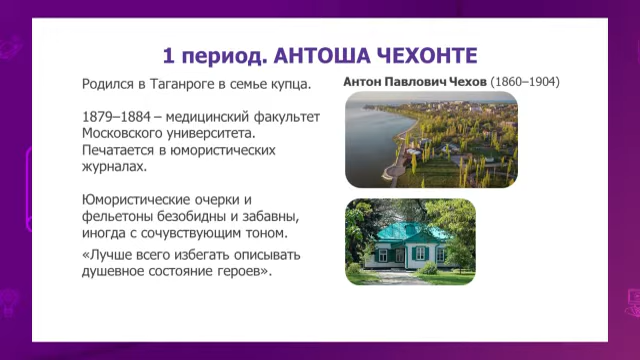 1 период. АНТОША ЧЕХОНТЕ
Родился в Таганроге в семье купца.
1879–1884 – медицинский факультет
Московского университета.
Печатается в юмористических
журналах.
Юмористические очерки и
фельетоны безобидны и забавны,
иногда с сочувствующим тоном.
«Лучше всего избегать описывать
душевное состояние героев».
Антон Павлович Чехов (1860–1904)